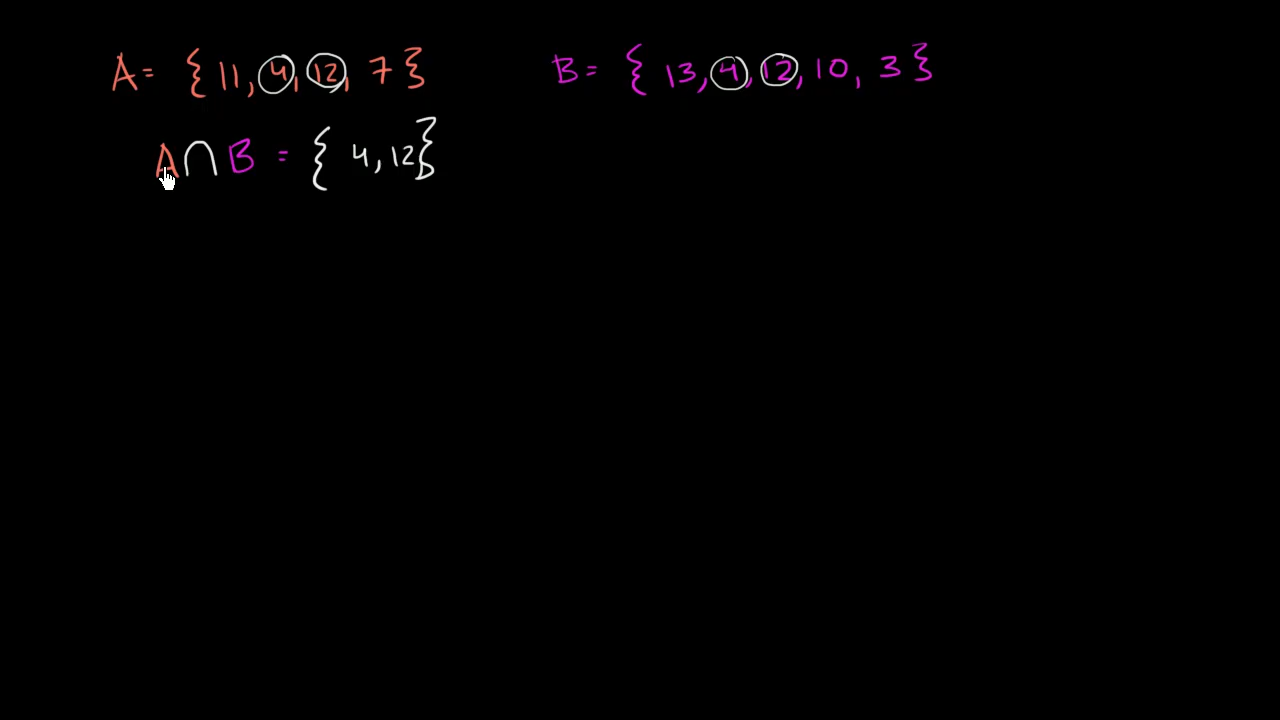 A = { 11, 4, 12, 7 } B = { 13, 4, 12, 10, 3 }
A ∩ B = { 4, 12 }